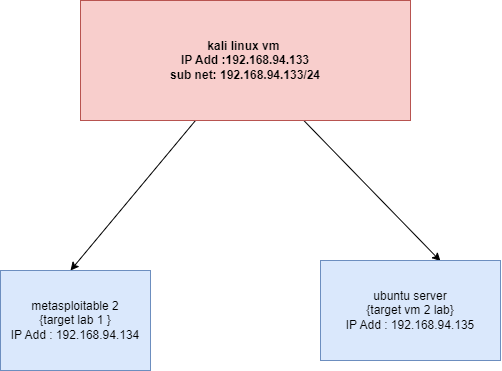 kali linux vm
IP Add :192.168.94.133
sub net: 192.168.94.133/24
metasploitable 2
{target lab 1 }
IP Add : 192.168.94.134
ubuntu server
{target vm 2 lab}
IP Add : 192.168.94.135